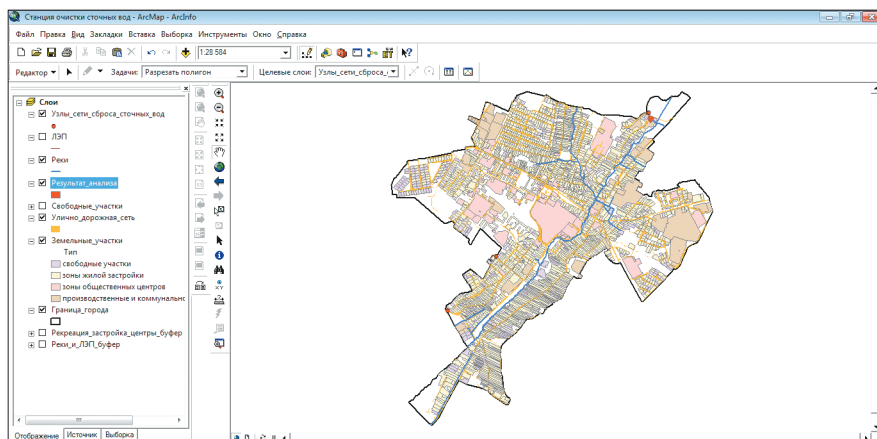 Станция очистки сточных вод - ArcMap - ArcInfo
Файл Правка Вид Закладки Вставка Выборка Инструменты Окно Справка
1:28 584
Редактор Задачи: Разрезать полигон Целевые слои: Узлы_сети_сброса_
Слои
Узлы_сети_сброса_сточных_вод
ЛЭП
Реки
Результат_анализа
Свободные_участки
Улично_дорожная_сеть
Земельные_участки
Тип
свободные участки
зоны жилой застройки
зоны общественных центров
производственные и коммунально
Граница_города
Рекреация_застройка_центры_буфер
Реки_и_ЛЭП_буфер
Отображение Источник Выборка